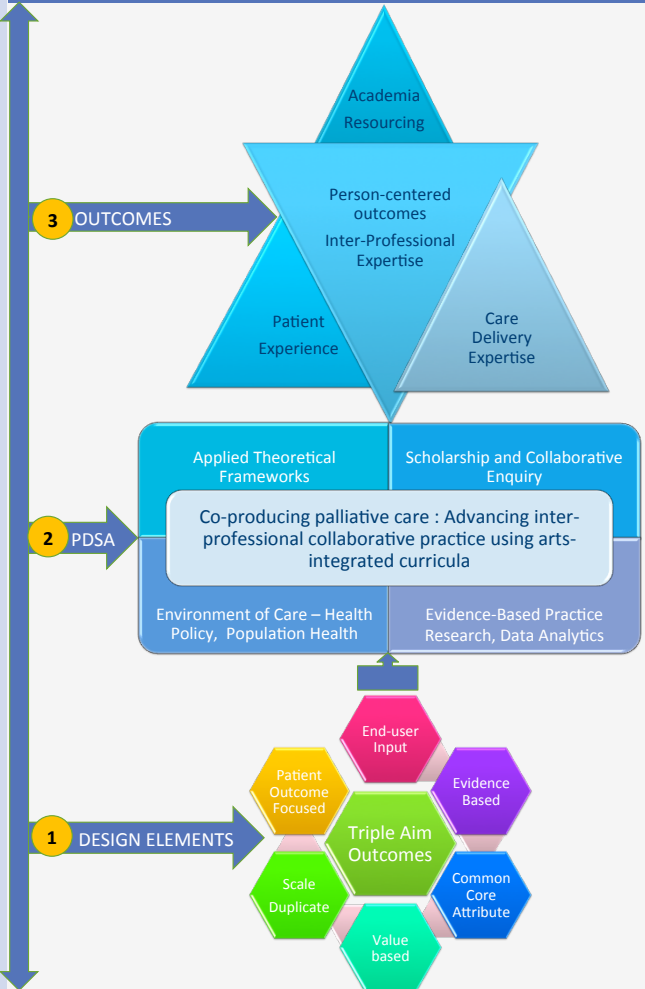 Academia
Resourcing
Person-centered
outcomes
Inter-Professional
Expertise
3 OUTCOMES
Patient
Experience
Care
Delivery
Expertise
Applied Theoretical
Frameworks
Scholarship and Collaborative
Enquiry
2 PDSA
Co-producing palliative care : Advancing inter-
professional collaborative practice using arts-
integrated curricula
Environment of Care – Health
Policy, Population Health
Evidence-Based Practice
Research, Data Analytics
End-user
Input
Patient
Outcome
Focused
Evidence
Based
1 DESIGN ELEMENTS
Triple Aim
Outcomes
Scale
Duplicate
Common
Core
Attribute
Value
based